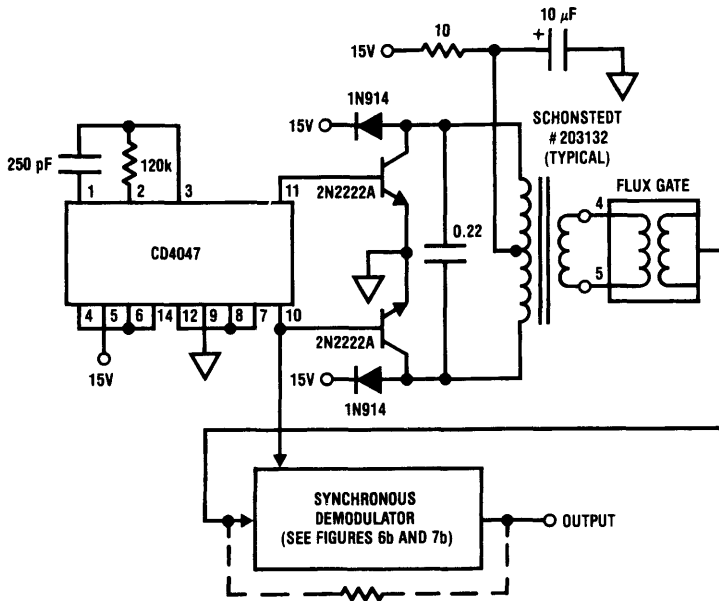 10 μF
10
+
15V
1N914
15V
SCHONSTEDT
# 203132
(TYPICAL)
250 pF
120k
1
2
3
11
2N2222A
FLUX GATE
4
5
CD4047
0.22
4
5
6
14
12
9
8
7
10
2N2222A
15V
15V
1N914
SYNCHRONOUS
DEMODULATOR
(SEE FIGURES 6b AND 7b)
OUTPUT